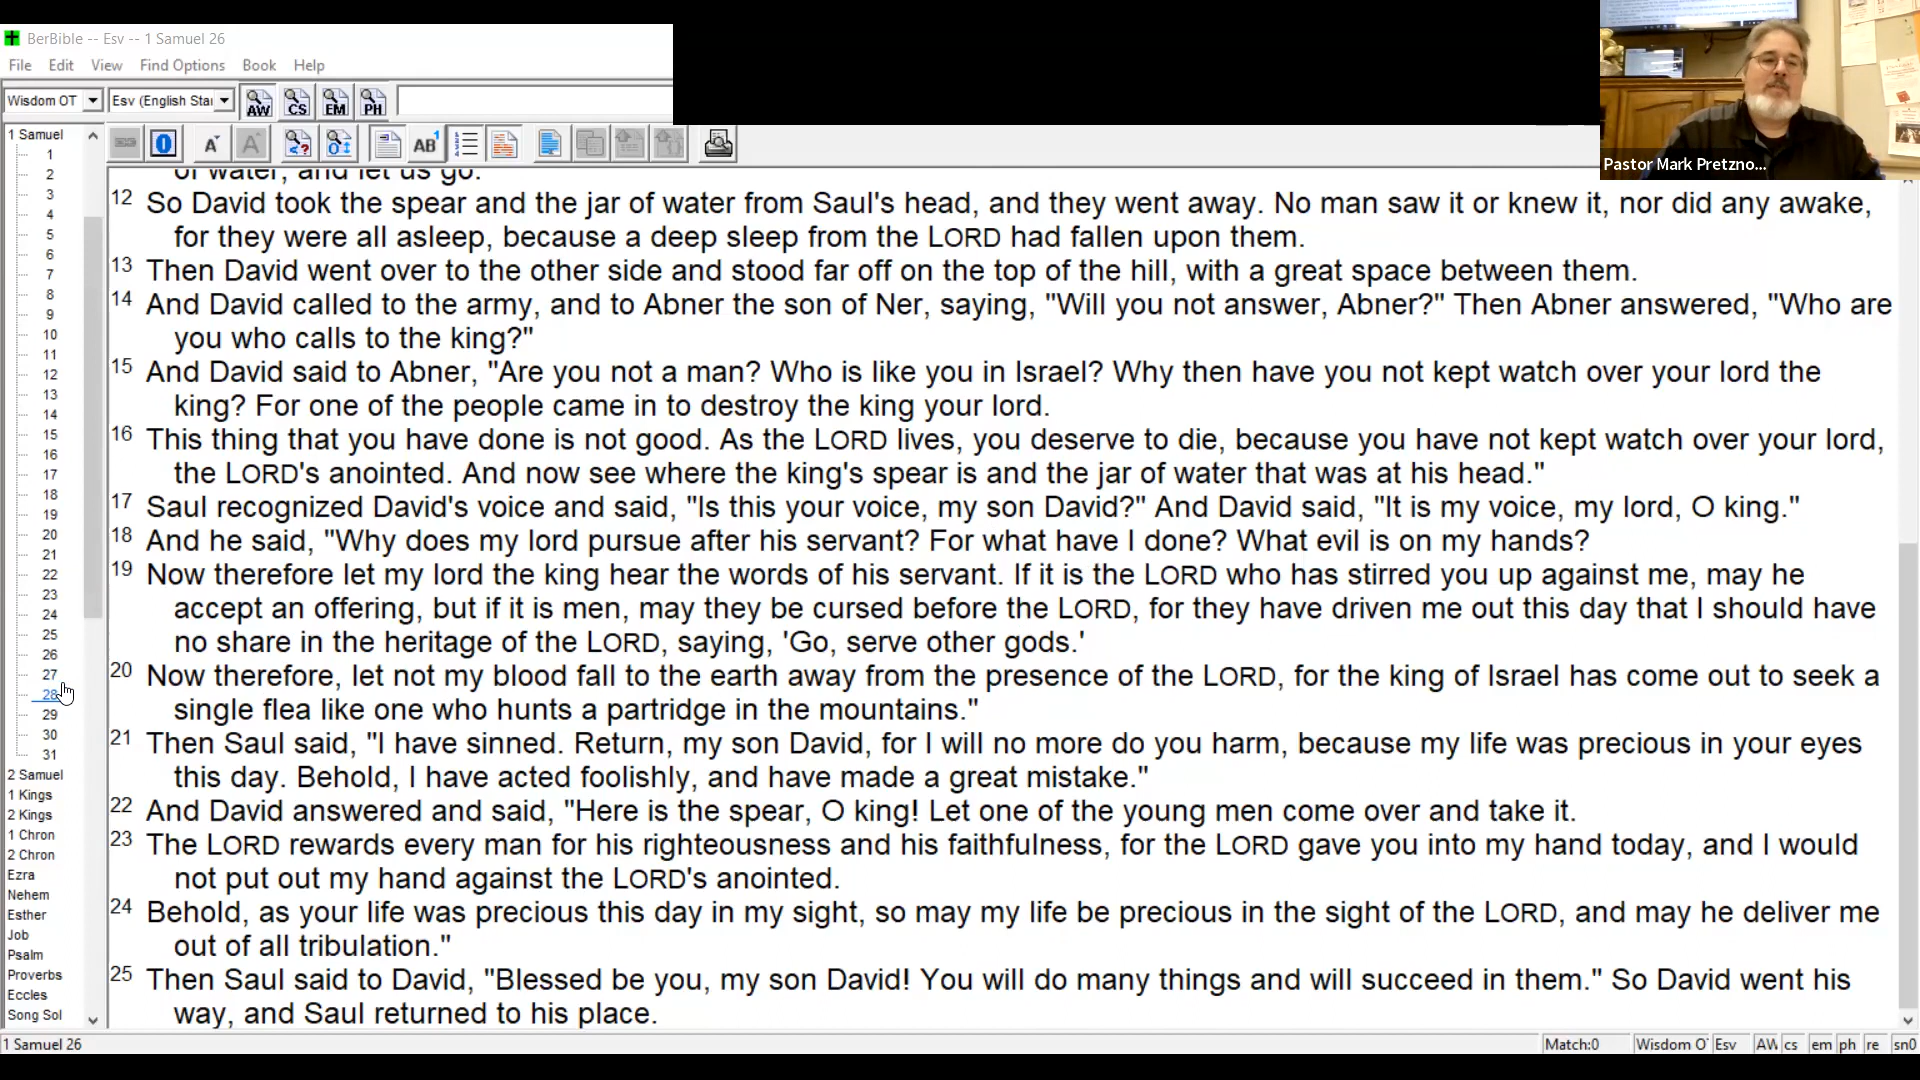 BerBible -- Esv -- 1 Samuel 26
File Edit View Find Options Book Help
Wisdom OT Esv (English Sta AW CS EM PH
AB1
1 Samuel
1
2
3
4
5
6
7
8
9
10
11
12
13
14
15
16
17
18
19
20
21
22
23
24
25
26
27
28
29
30
31
2 Samuel
1 Kings
2 Kings
1 Chron
2 Chron
Ezra
Nehem
Esther
Job
Psalm
Proverbs
Eccles
Song Sol
of water, and let us go.
12 So David took the spear and the jar of water from Saul's head, and they went away. No man saw it or knew it, nor did any awake,
for they were all asleep, because a deep sleep from the LORD had fallen upon them.
13 Then David went over to the other side and stood far off on the top of the hill, with a great space between them.
14 And David called to the army, and to Abner the son of Ner, saying, "Will you not answer, Abner?" Then Abner answered, "Who are
you who calls to the king?"
15 And David said to Abner, "Are you not a man? Who is like you in Israel? Why then have you not kept watch over your lord the
king? For one of the people came in to destroy the king your lord.
16 This thing that you have done is not good. As the LORD lives, you deserve to die, because you have not kept watch over your lord,
the LORD's anointed. And now see where the king's spear is and the jar of water that was at his head."
17 Saul recognized David's voice and said, "Is this your voice, my son David?" And David said, "It is my voice, my lord, O king."
18 And he said, "Why does my lord pursue after his servant? For what have I done? What evil is on my hands?
19 Now therefore let my lord the king hear the words of his servant. If it is the LORD who has stirred you up against me, may he
accept an offering, but if it is men, may they be cursed before the LORD, for they have driven me out this day that I should have
no share in the heritage of the LORD, saying, 'Go, serve other gods.'
20 Now therefore, let not my blood fall to the earth away from the presence of the LORD, for the king of Israel has come out to seek a
single flea like one who hunts a partridge in the mountains."
21 Then Saul said, "I have sinned. Return, my son David, for I will no more do you harm, because my life was precious in your eyes
this day. Behold, I have acted foolishly, and have made a great mistake."
22 And David answered and said, "Here is the spear, O king! Let one of the young men come over and take it.
23 The LORD rewards every man for his righteousness and his faithfulness, for the LORD gave you into my hand today, and I would
not put out my hand against the LORD's anointed.
24 Behold, as your life was precious this day in my sight, so may my life be precious in the sight of the LORD, and may he deliver me
out of all tribulation."
25 Then Saul said to David, "Blessed be you, my son David! You will do many things and will succeed in them." So David went his
way, and Saul returned to his place.
Pastor Mark Pretzno...
1 Samuel 26 Match:0 Wisdom O Esv AW cs em ph re sn0